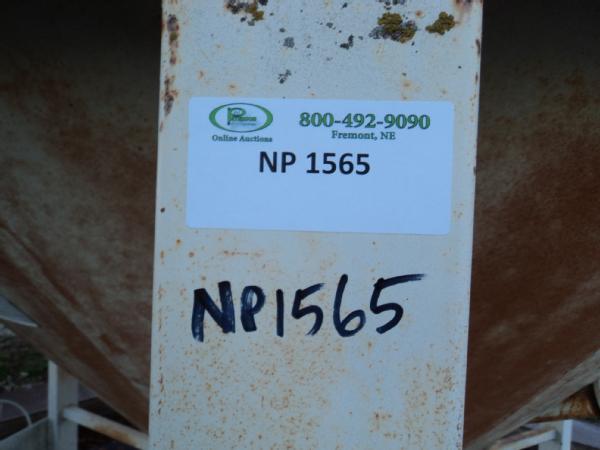 800-492-9090
Online Auctions
Fremont, NE
NP 1565
NP1565